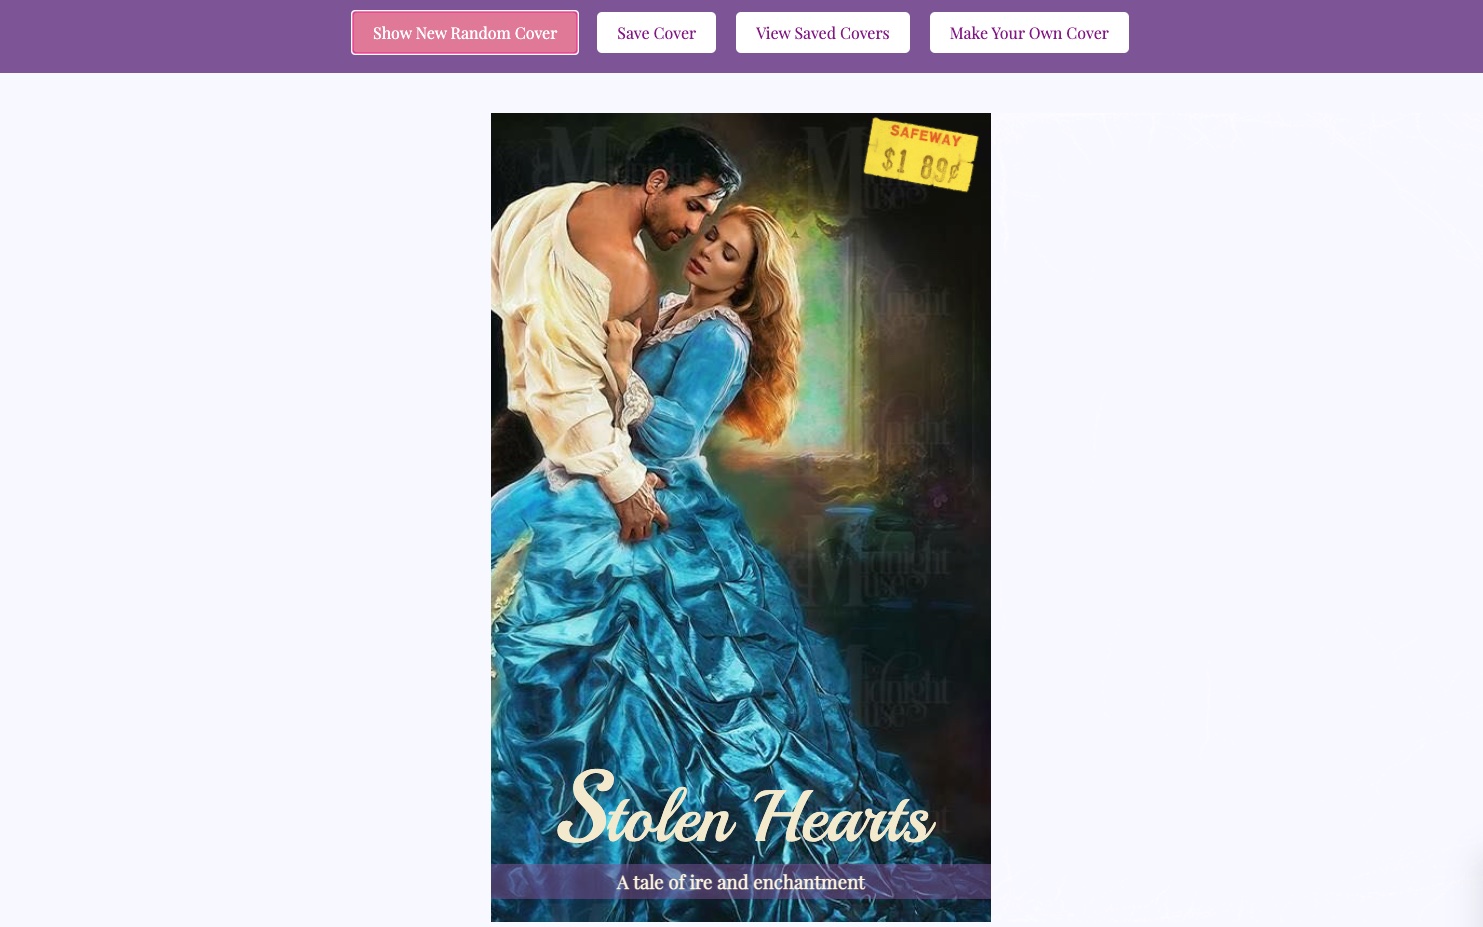 Show New Random Cover
Save Cover
View Saved Covers
Make Your Own Cover
SAFEWAY
$1 89¢
Midnight
Stolen Hearts
A tale of ire and enchantment